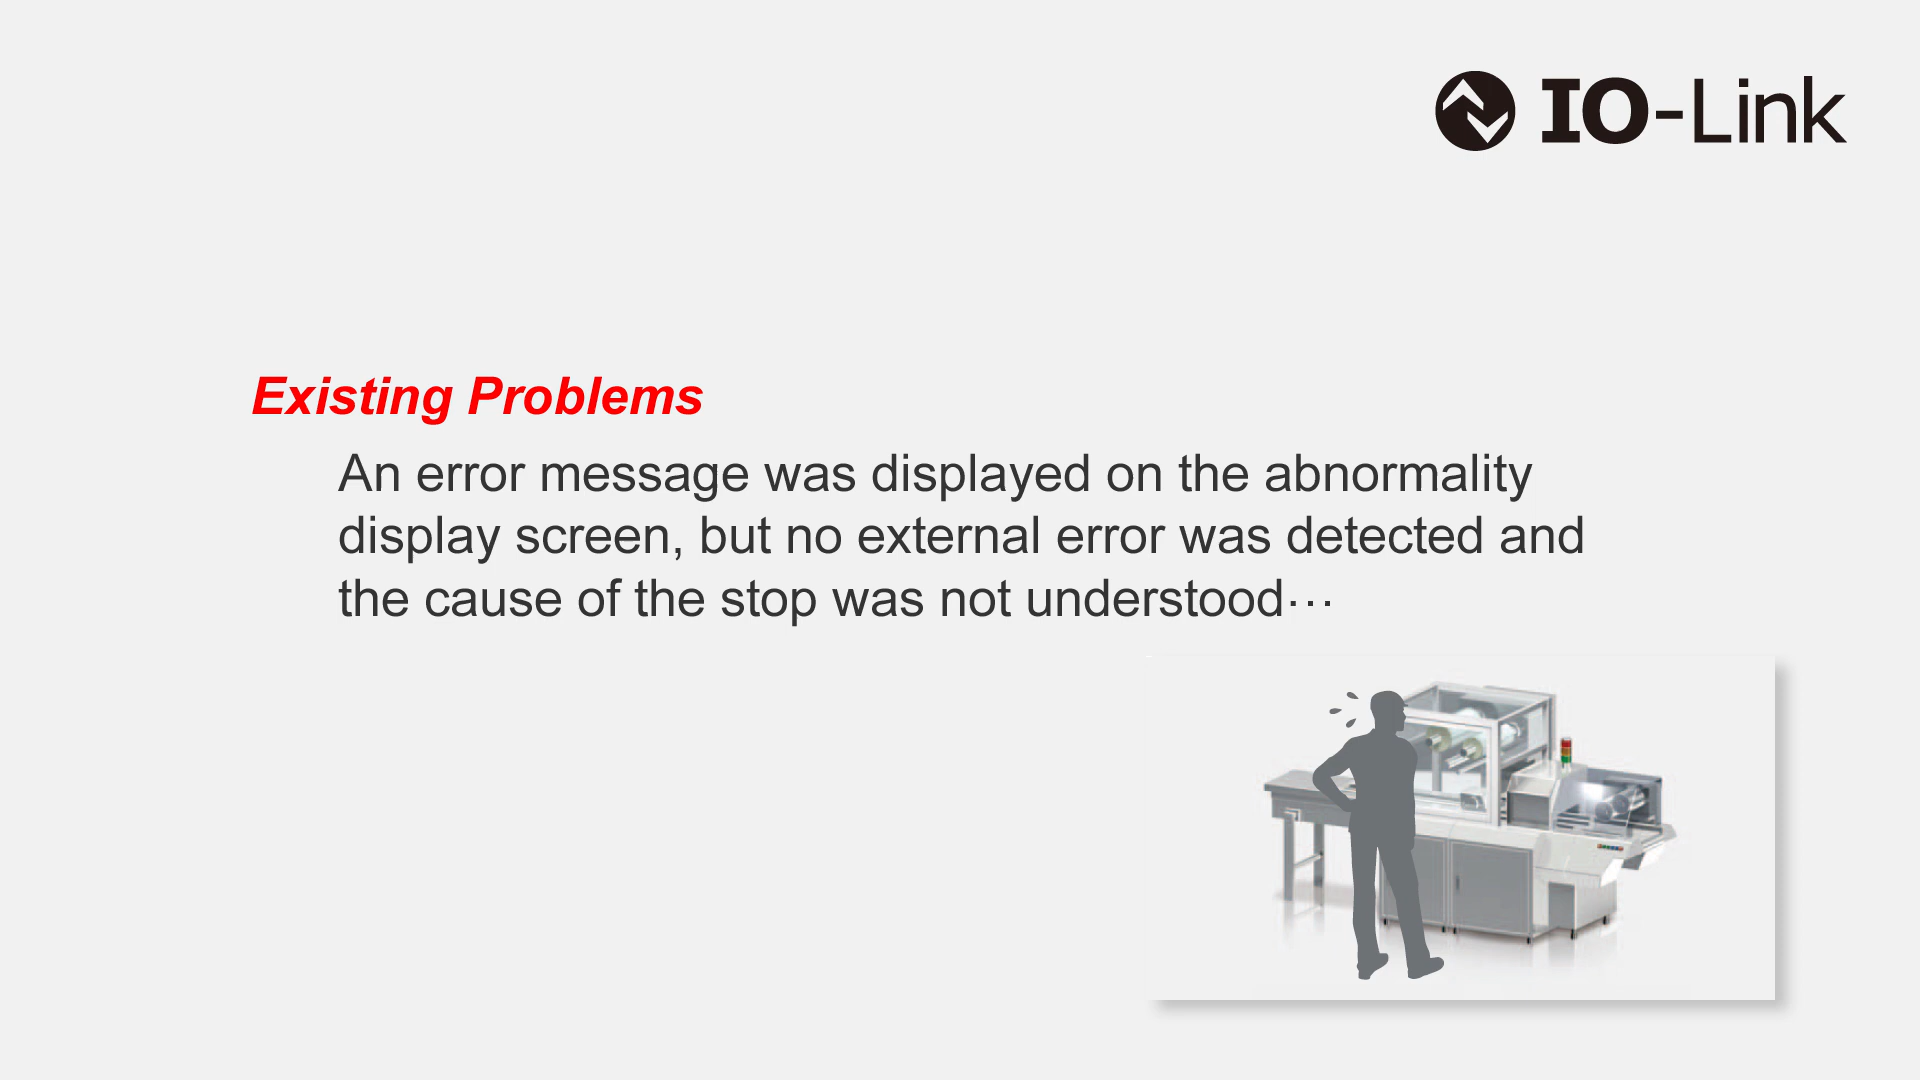 IO-Link
Existing Problems
An error message was displayed on the abnormality
display screen, but no external error was detected and
the cause of the stop was not understood⋯